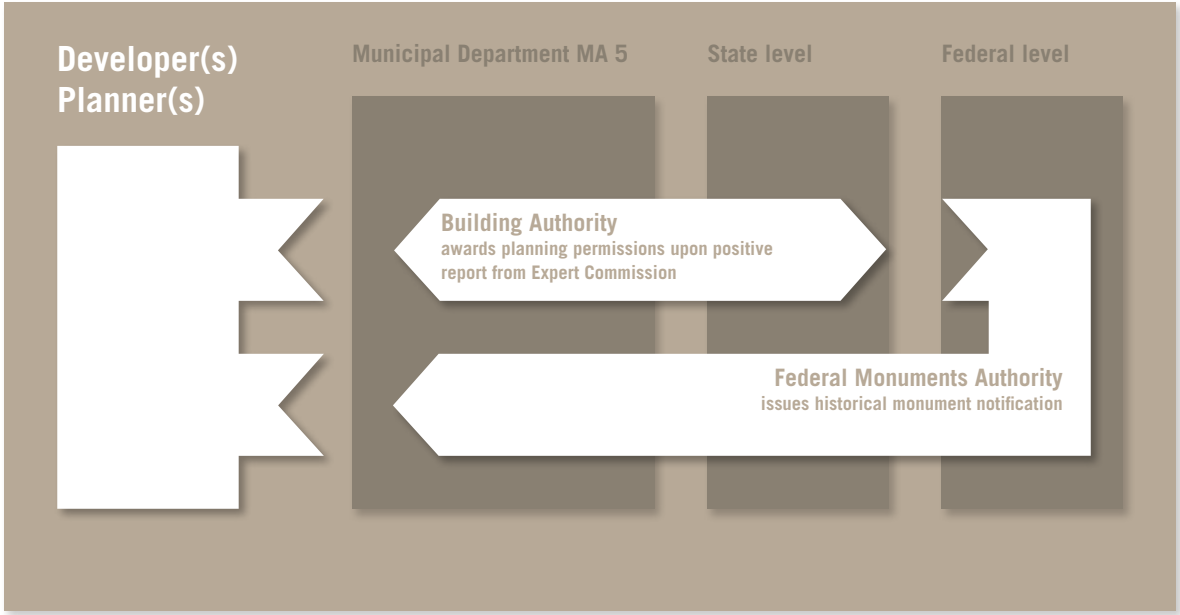 Developer(s)
Planner(s)
Municipal Department MA 5
State level
Federal level
Building Authority
awards planning permissions upon positive
report from Expert Commission
Federal Monuments Authority
issues historical monument notification